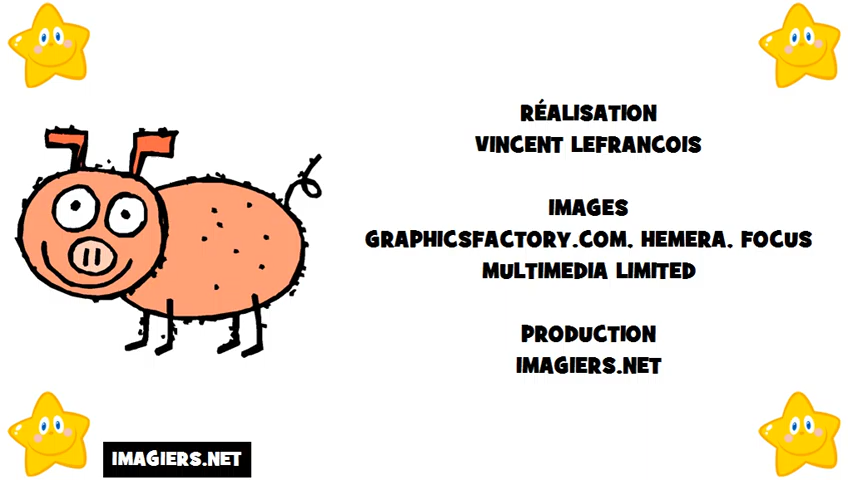 RÉALISATION
VINCENT LEFRANCOIS
IMAGES
GRAPHICSFACTORY.COM, HEMERA, FOCUS
MULTIMEDIA LIMITED
PRODUCTION
IMAGIERS.NET
IMAGIERS.NET